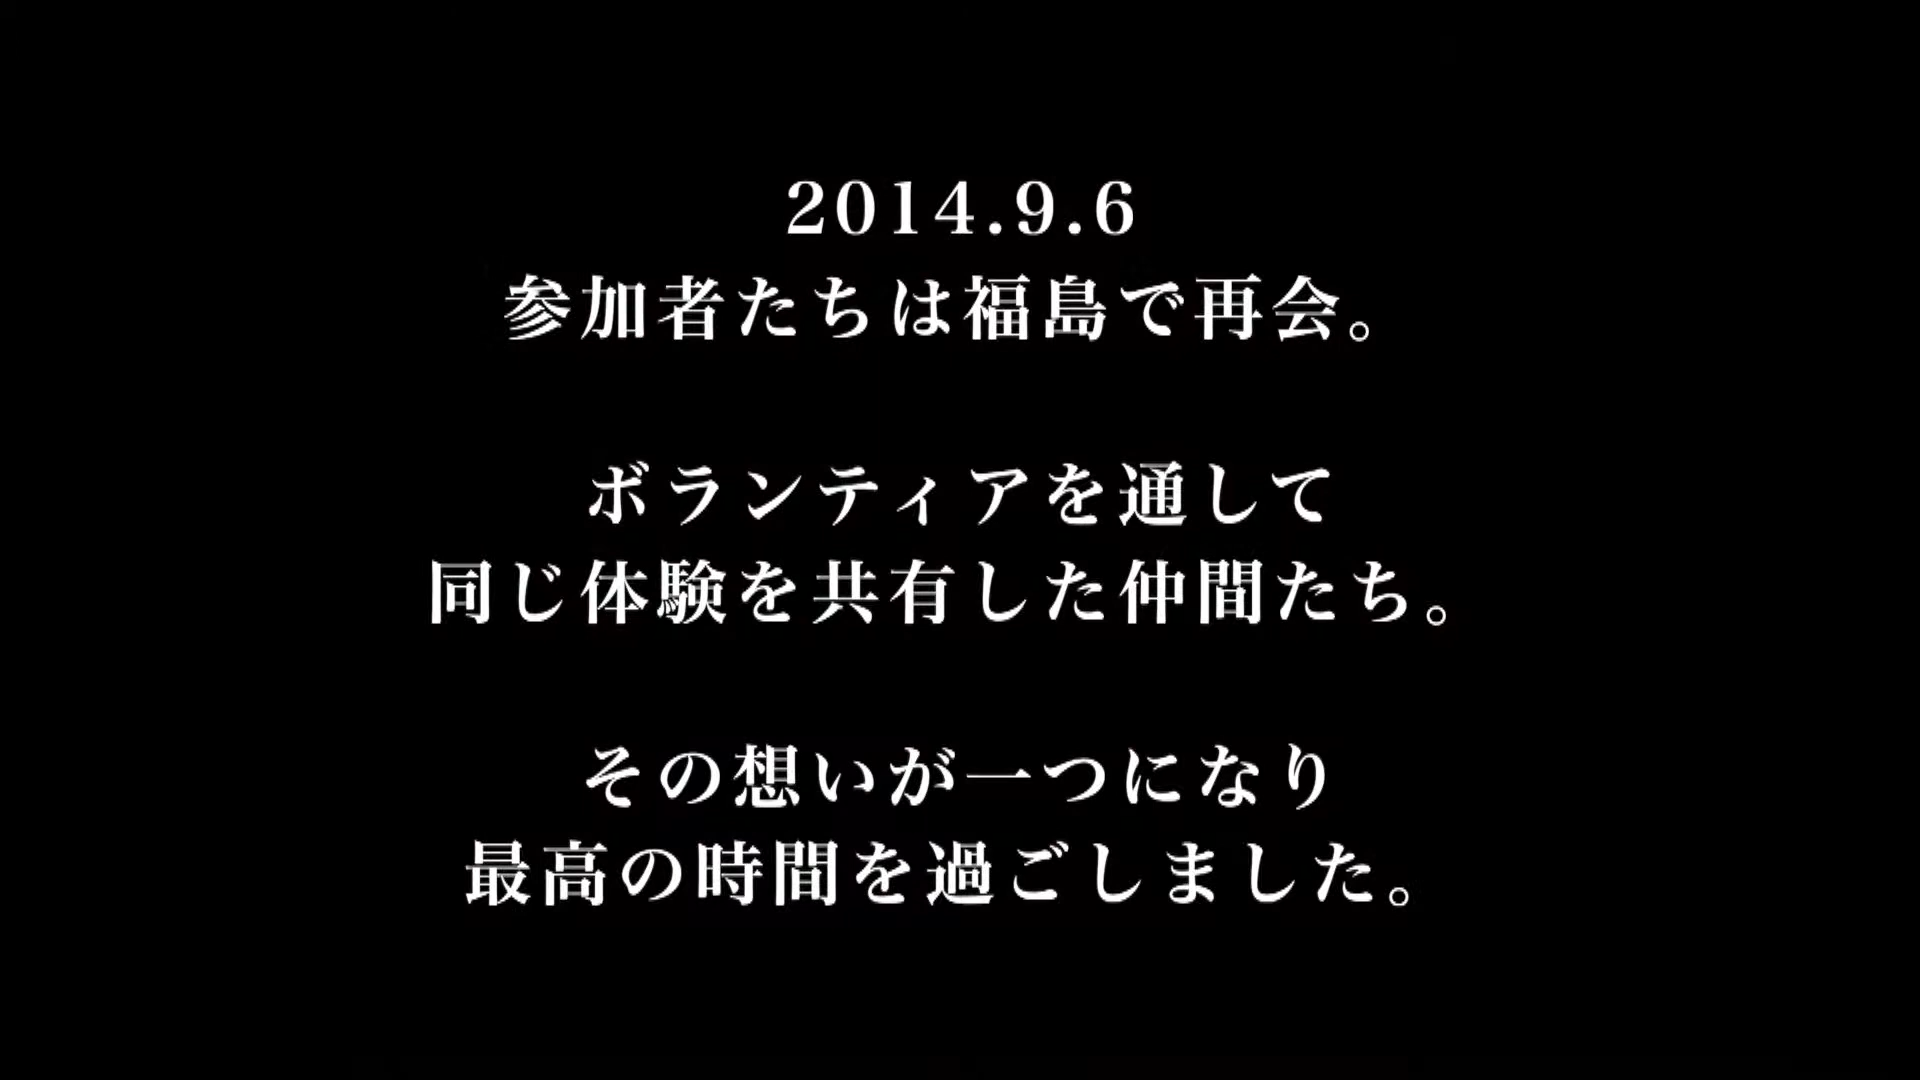 2014.9.6
参加者たちは福島で再会。
ボランティアを通して
同じ体験を共有した仲間たち。
その想いが一つになり
最高の時間を過ごしました。